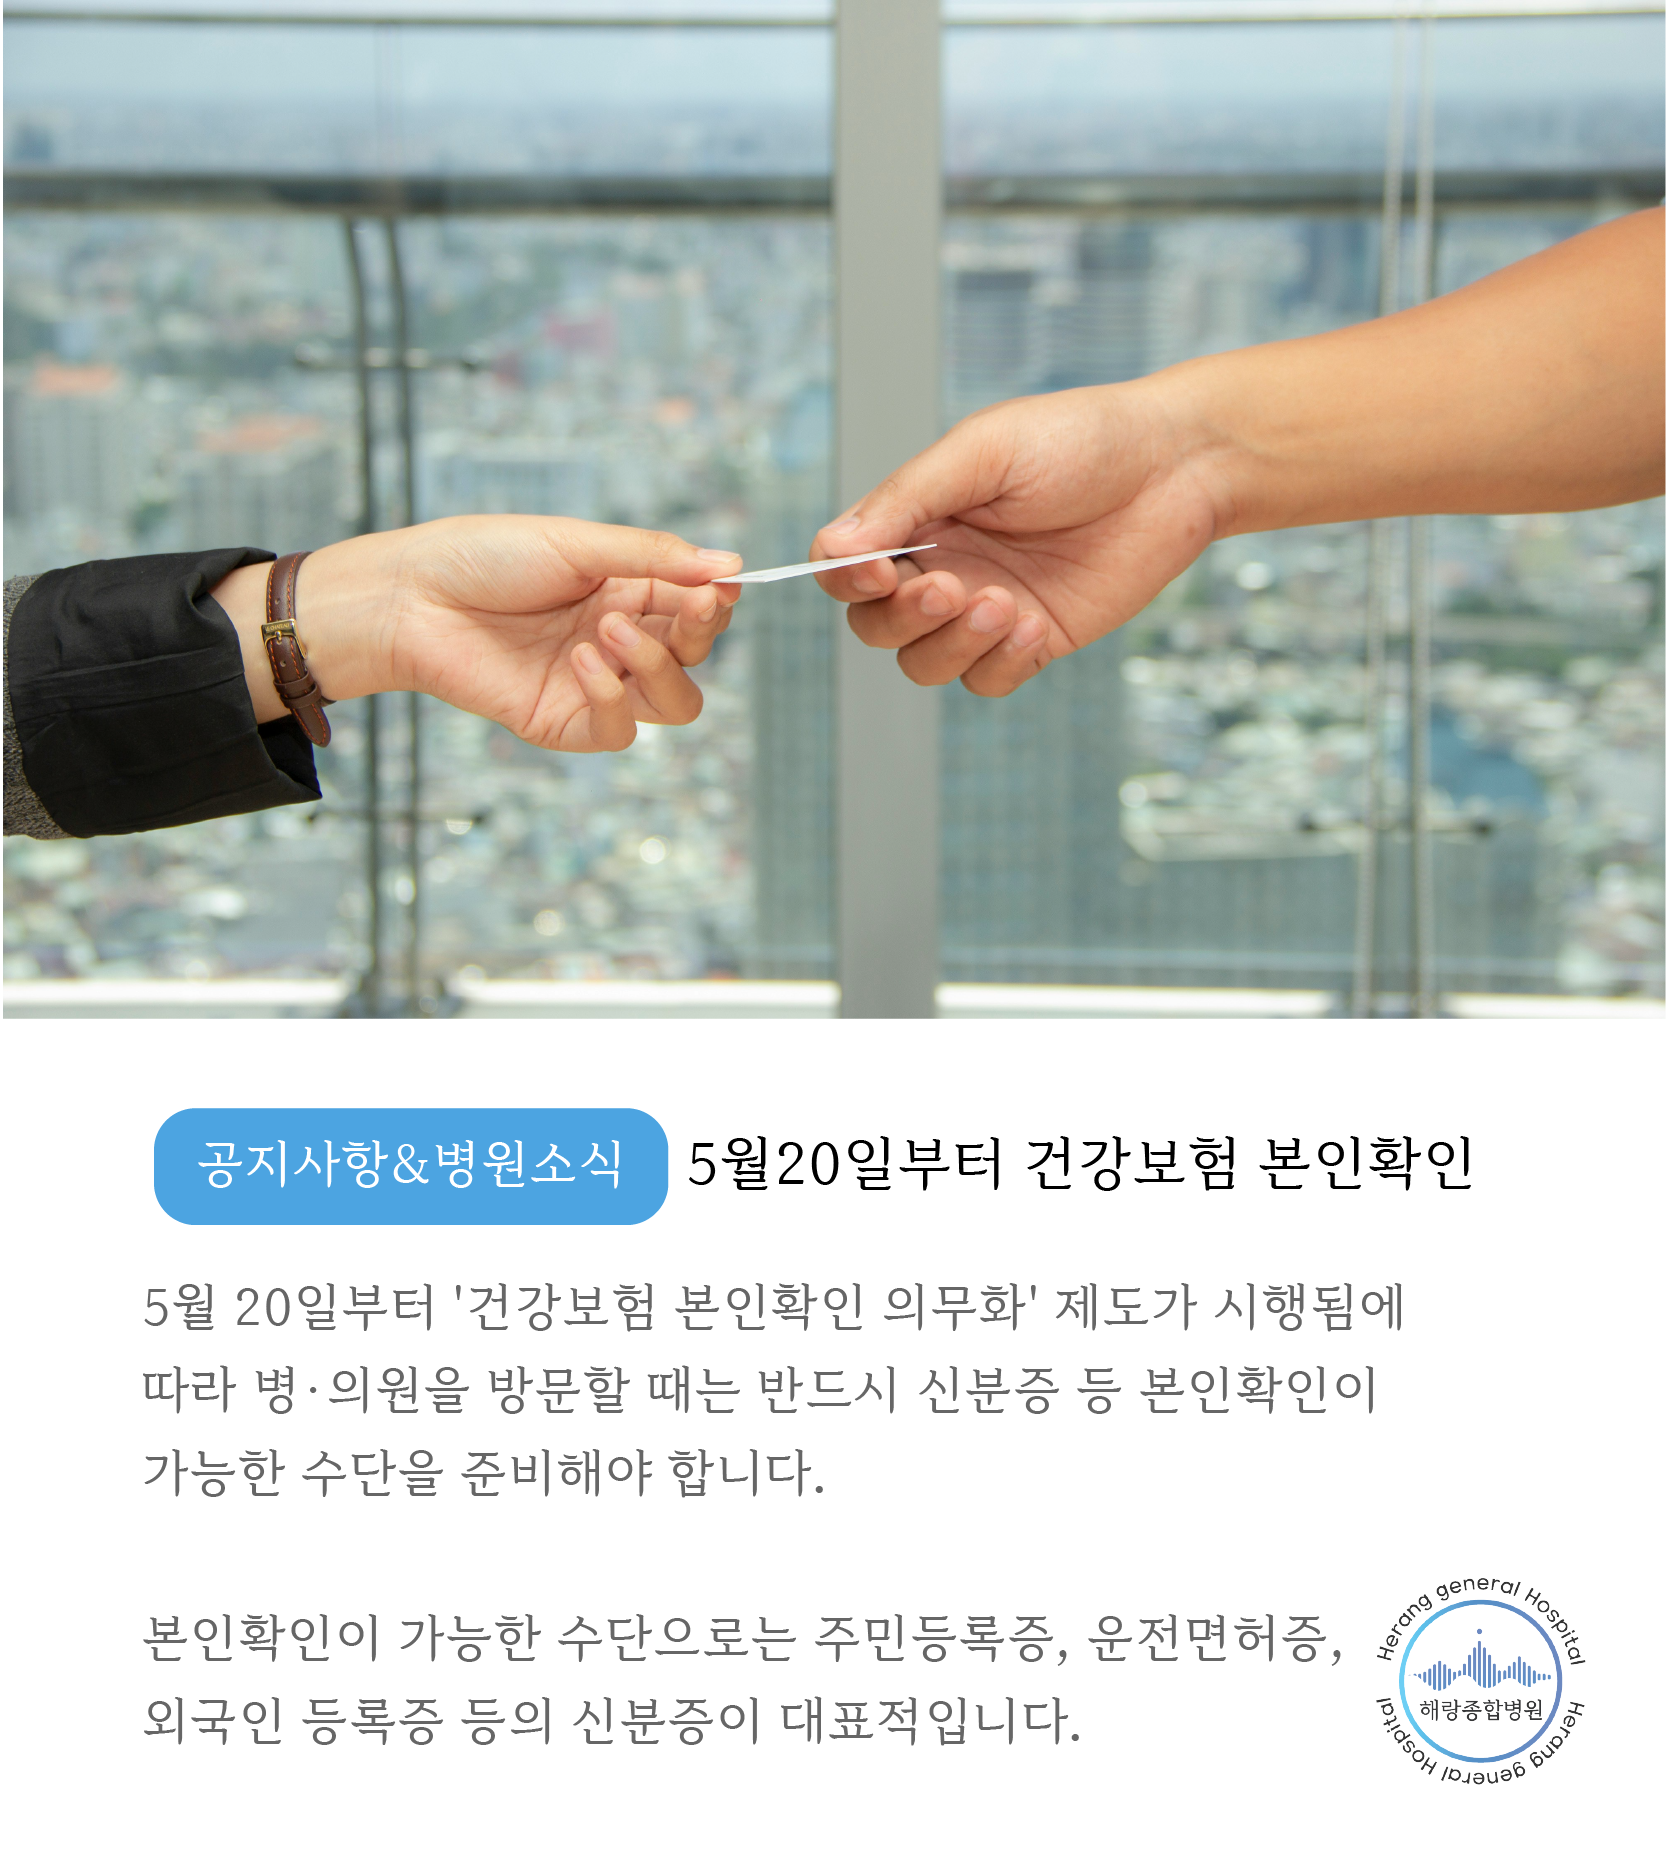 공지사항&병원소식
5월20일부터 건강보험 본인확인
5월 20일부터 '건강보험 본인확인 의무화' 제도가 시행됨에
따라 병·의원을 방문할 때는 반드시 신분증 등 본인확인이
가능한 수단을 준비해야 합니다.
본인확인이 가능한 수단으로는 주민등록증, 운전면허증,
외국인 등록증 등의 신분증이 대표적입니다.
Herang general Hospital
해랑종합병원
Herang general Hospital